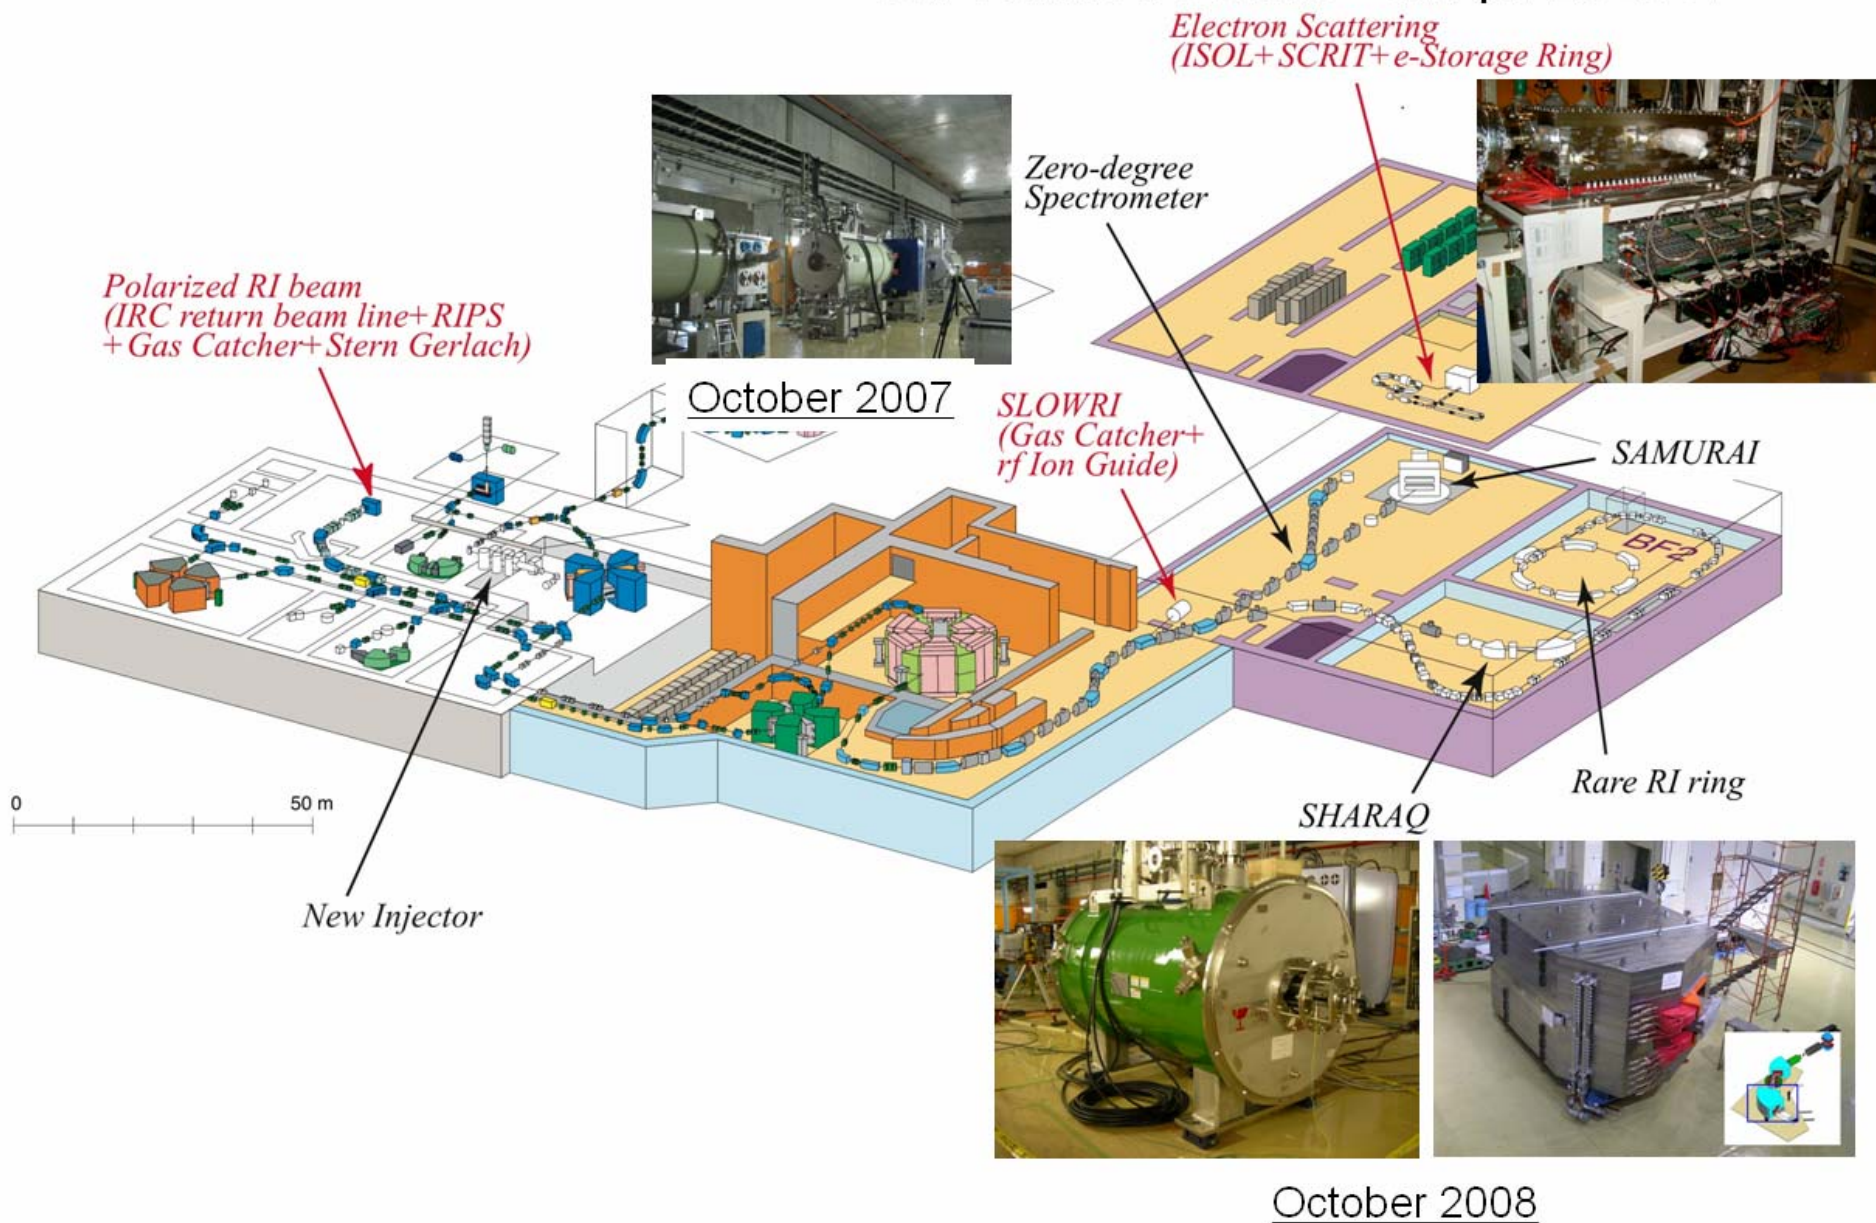 Electron Scattering
(ISOL+SCRIT+e-Storage Ring)
Zero-degree
Spectrometer
Polarized RI beam
(IRC return beam line+RIPS
+Gas Catcher+Stern Gerlach)
October 2007
SLOWRI
(Gas Catcher+
rf Ion Guide)
SAMURAI
BF2
0
50 m
Rare RI ring
SHARAQ
New Injector
October 2008